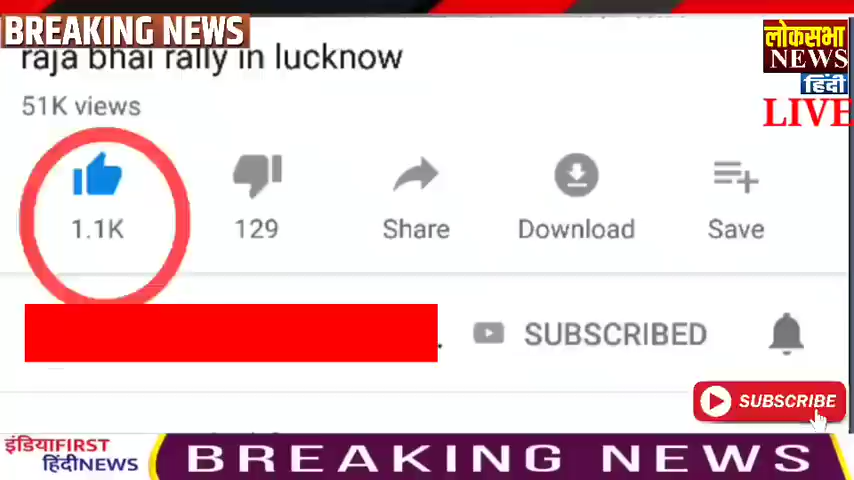 BREAKING NEWS
raja bhai rally in lucknow
51K views
1.1K
129
Share
Download
Save
लोकसभा
NEWS
हिंदी
LIVE
SUBSCRIBED
SUBSCRIBE
इंडियाFIRST
हिंदीNEWS
BREAKING NEWS